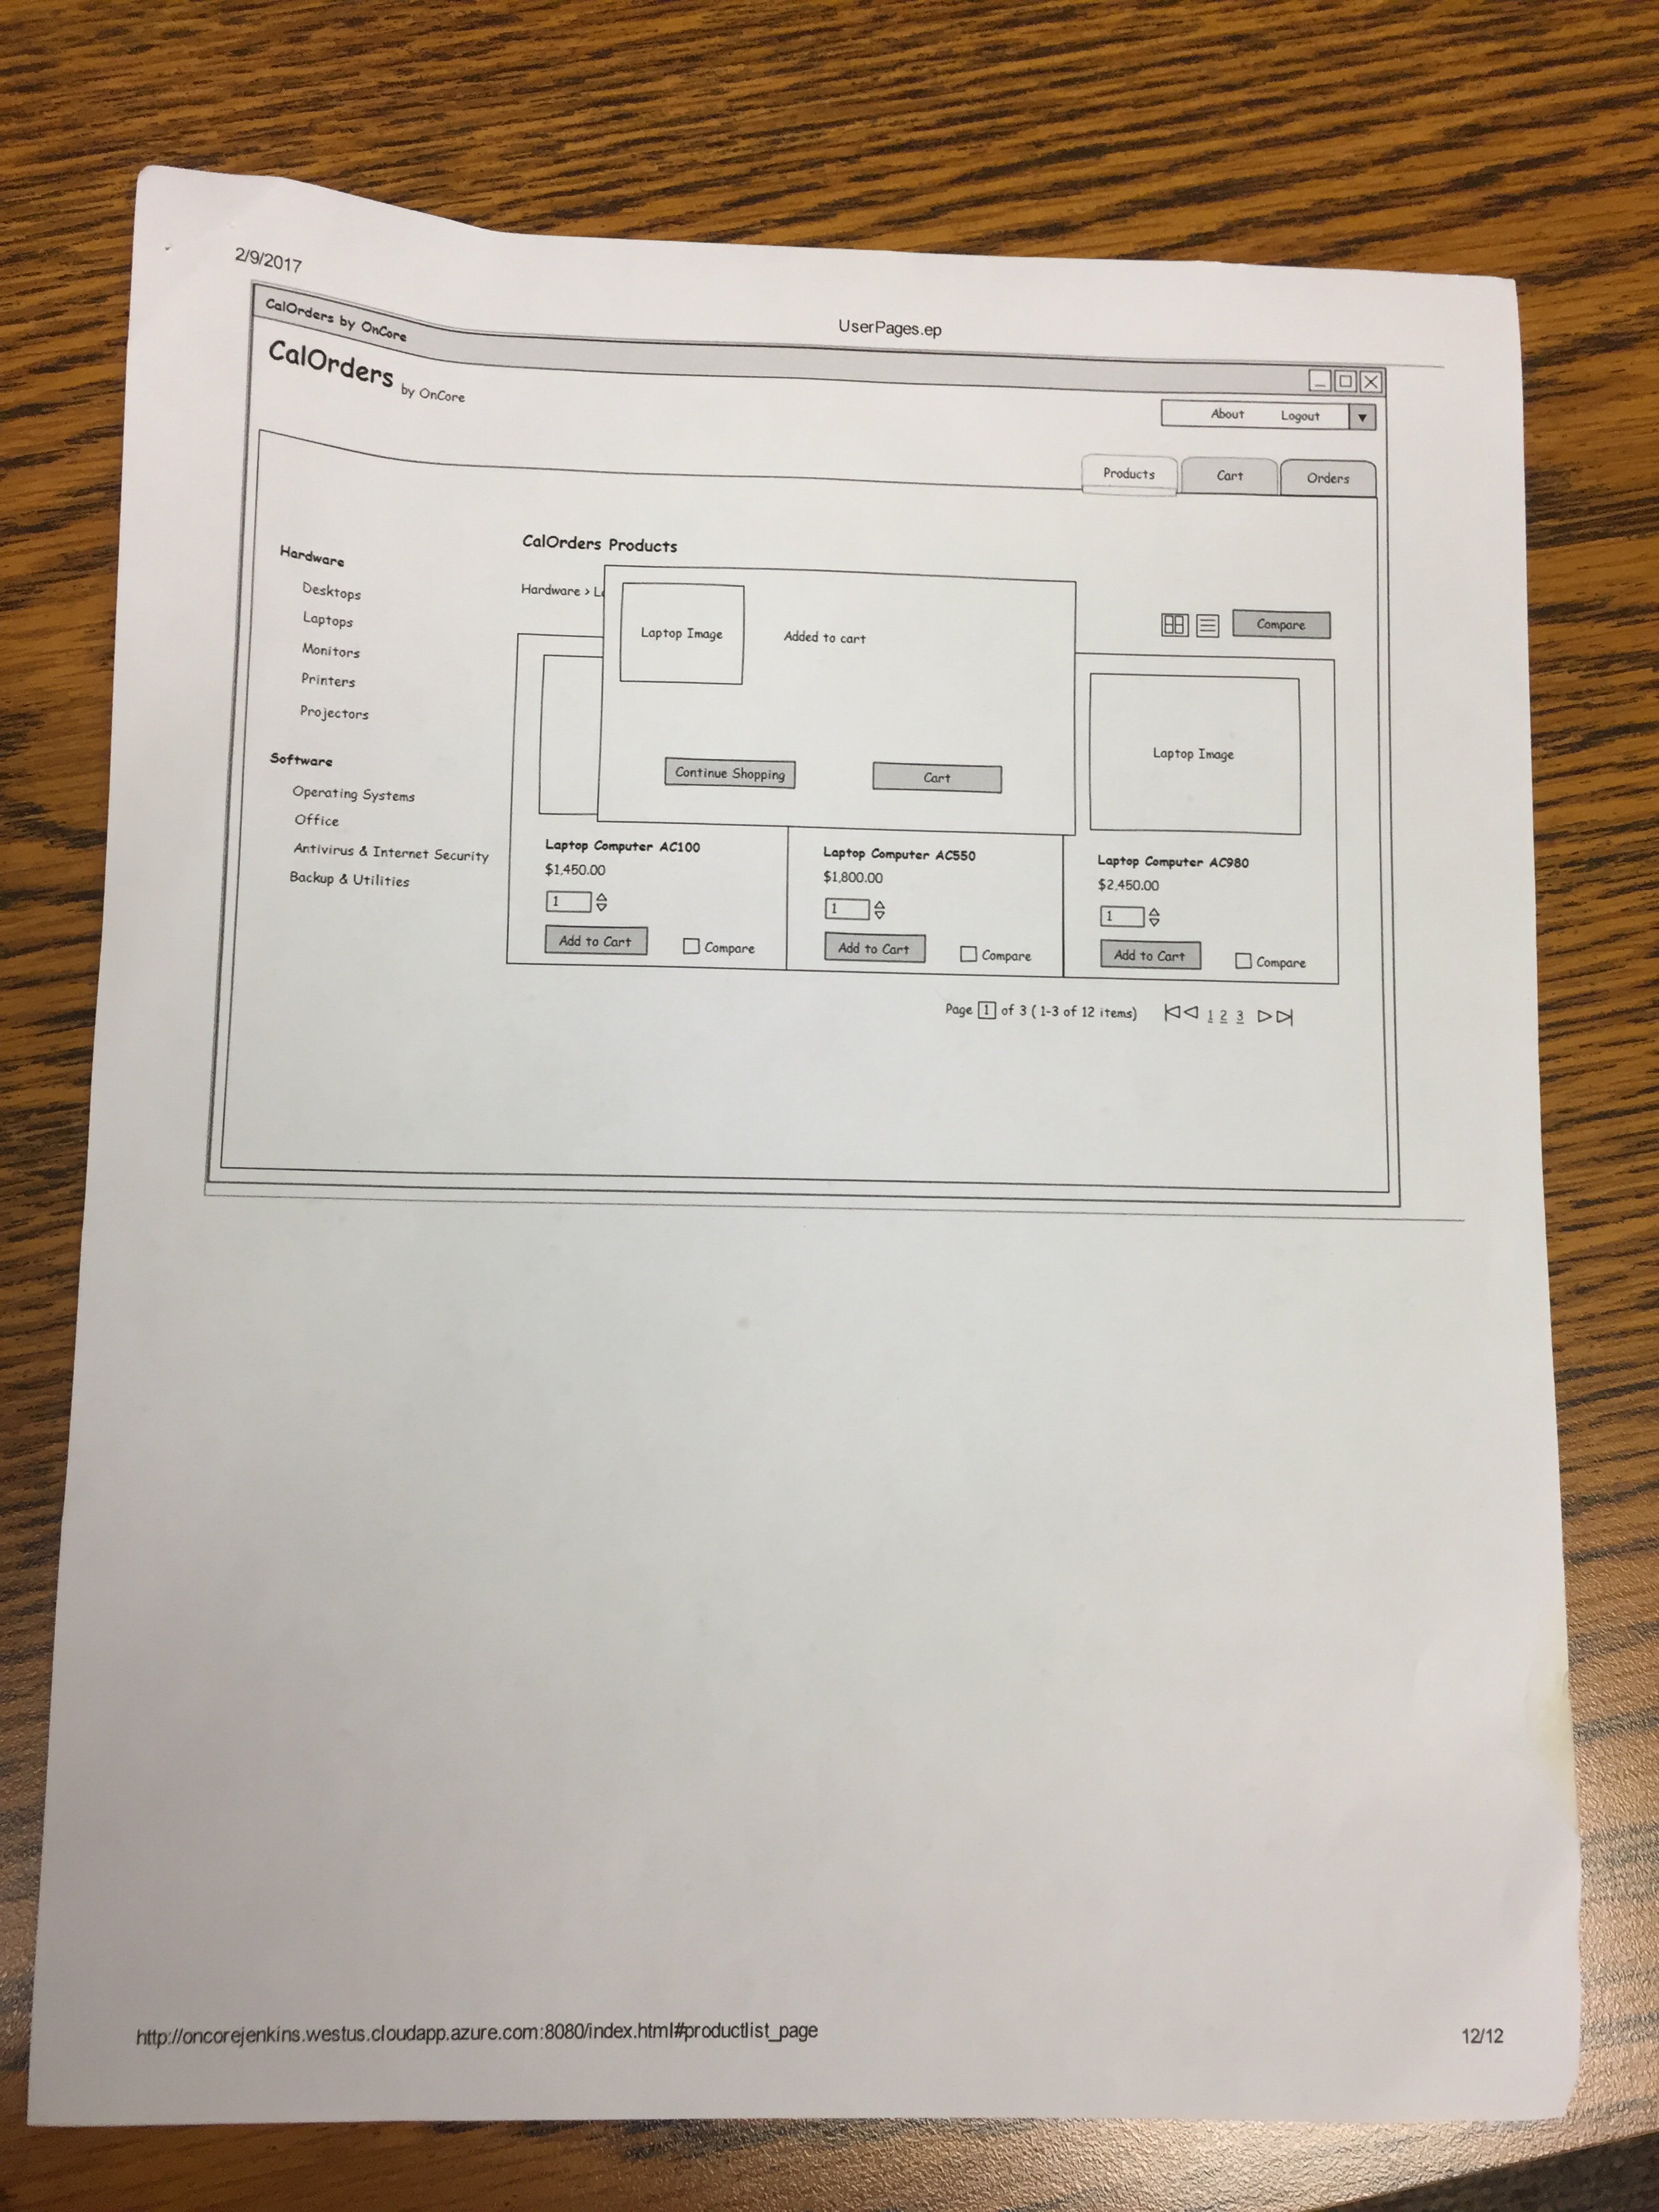 2/9/2017
UserPages.ep
CalOrders by OnCore
CalOrders by OnCore
About Logout
Products Cart Orders
CalOrders Products
Hardware
Desktops
Laptops
Monitors
Printers
Projectors
Software
Operating Systems
Office
Antivirus & Internet Security
Backup & Utilities
Hardware >
Compare
Laptop Image
Added to cart
Continue Shopping
Cart
Laptop Image
Laptop Computer AC100
$1,450.00
1
Add to Cart
Compare
Laptop Computer AC550
$1,800.00
1
Add to Cart
Compare
Laptop Computer AC980
$2,450.00
1
Add to Cart
Compare
Page 1 of 3 ( 1-3 of 12 items) 1 2 3
http://oncorejenkins.westus.cloudapp.azure.com:8080/index.html#productlist_page
12/12